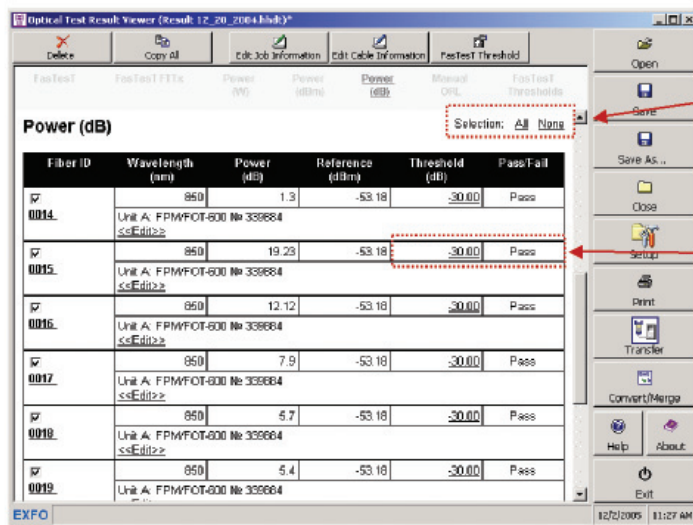 Optical Test Result Viewer (Result 12_20_2004.hhdt)*
Delete
Copy All
Edit Job Information
Edit Cable Information
FasTesT Threshold
FasTesT
FasTesT FTTx
Power (W)
Power (dBm)
Power (dB)
Manual ORL
FasTesT Thresholds
Power (dB)
Selection: All None
Fiber ID Wavelength (nm) Power (dB) Reference (dBm) Threshold (dB) Pass/Fail
850 1.3 -53.18 -30.00 Pass
0014
Unit A: FPM/FOT-600 № 339884
<<Edit>>
850 19.23 -53.18 -30.00 Pass
0015
Unit A: FPM/FOT-600 № 339884
<<Edit>>
850 12.12 -53.18 -30.00 Pass
0016
Unit A: FPM/FOT-600 № 339884
<<Edit>>
850 7.9 -53.18 -30.00 Pass
0017
Unit A: FPM/FOT-600 № 339884
<<Edit>>
850 5.7 -53.18 -30.00 Pass
0018
Unit A: FPM/FOT-600 № 339884
<<Edit>>
850 5.4 -53.18 -30.00 Pass
0019
Unit A: FPM/FOT-600 № 339884
Open
Save
Save As...
Close
Setup
Print
Transfer
Convert/Merge
Help
About
Exit
EXFO
12/2/2005 11:27 AM